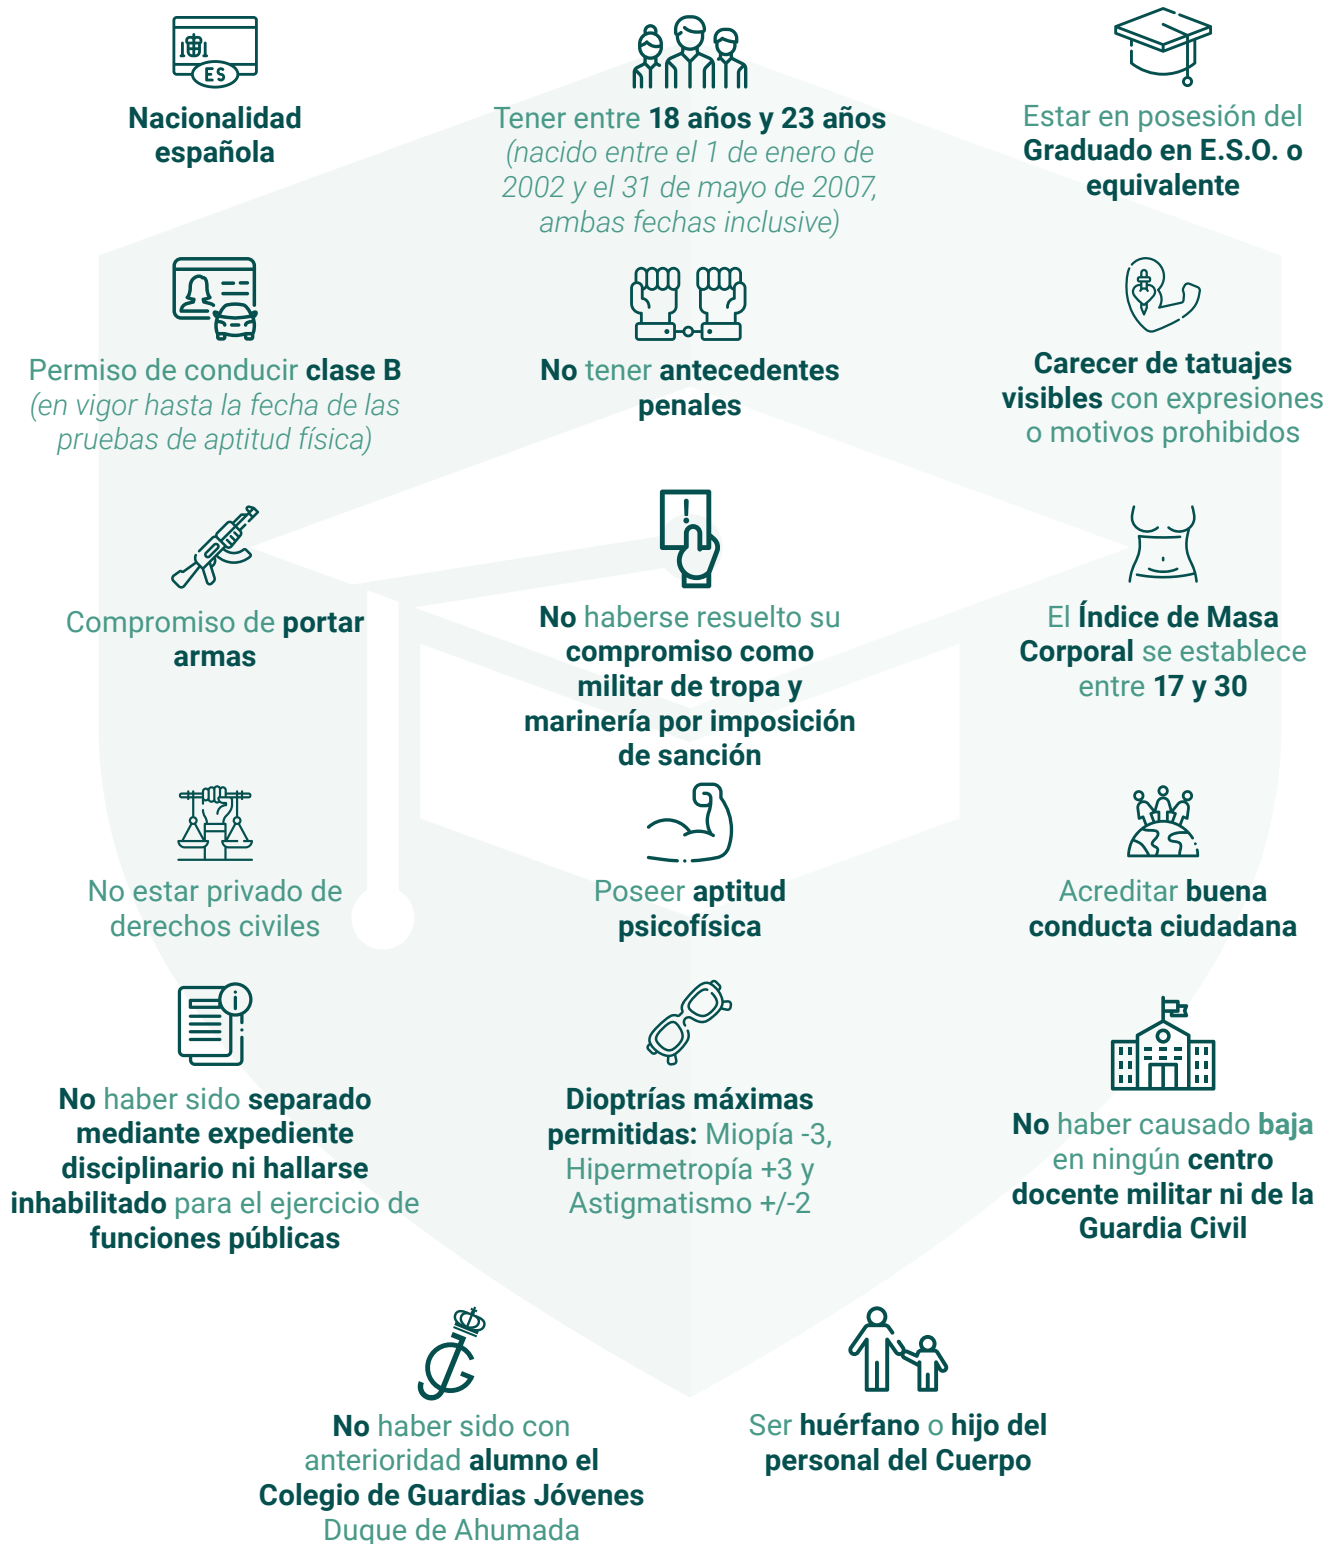 ES
Nacionalidad
española
Tener entre 18 años y 23 años
(nacido entre el 1 de enero de
2002 y el 31 de mayo de 2007,
ambas fechas inclusive)
Estar en posesión del
Graduado en E.S.O. o
equivalente
Permiso de conducir clase B
(en vigor hasta la fecha de las
pruebas de aptitud física)
No tener antecedentes
penales
Carecer de tatuajes
visibles con expresiones
o motivos prohibidos
Compromiso de portar
armas
!
No haberse resuelto su
compromiso como
militar de tropa y
marinería por imposición
de sanción
El Índice de Masa
Corporal se establece
entre 17 y 30
No estar privado de
derechos civiles
Poseer aptitud
psicofísica
Acreditar buena
conducta ciudadana
i
No haber sido separado
mediante expediente
disciplinario ni hallarse
inhabilitado para el ejercicio de
funciones públicas
Dioptrías máximas
permitidas: Miopía -3,
Hipermetropía +3 y
Astigmatismo +/-2
No haber causado baja
en ningún centro
docente militar ni de la
Guardia Civil
No haber sido con
anterioridad alumno el
Colegio de Guardias Jóvenes
Duque de Ahumada
Ser huérfano o hijo del
personal del Cuerpo